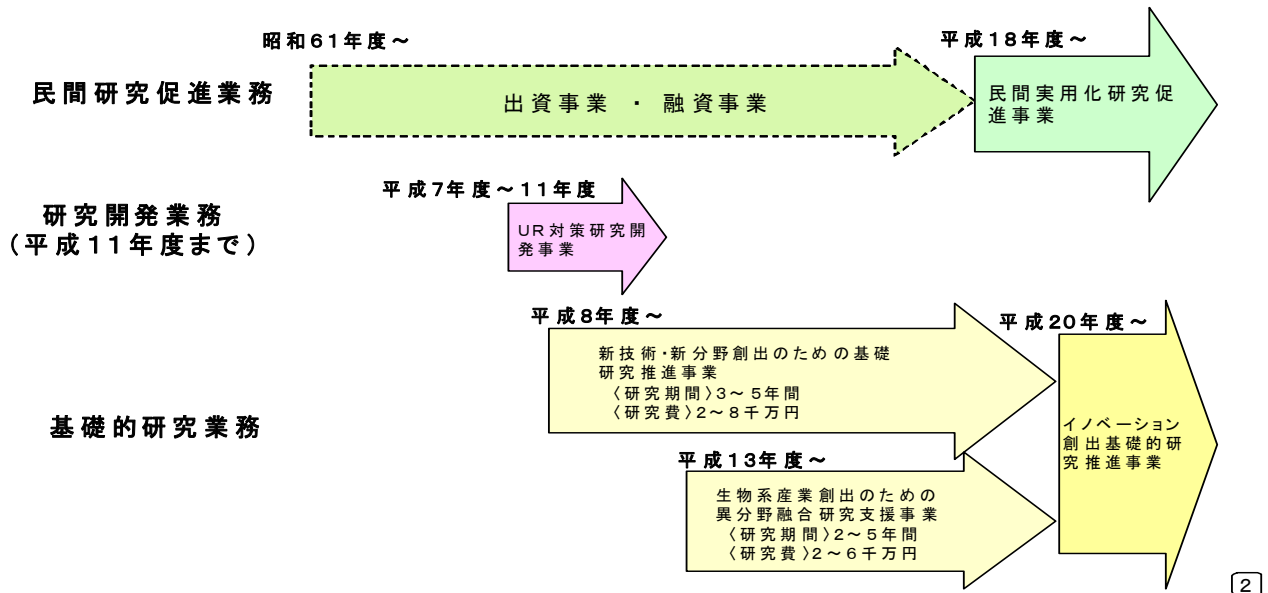 昭和61年度～
平成18年度～
民間研究促進業務
出資事業 ・ 融資事業
民間実用化研究促
進事業
平成7年度～11年度
研究開発業務
(平成11年度まで)
UR対策研究開
発事業
平成8年度～
平成20年度～
新技術・新分野創出のための基礎
研究推進事業
〈研究期間〉3～5年間
〈研究費〉2～8千万円
基礎的研究業務
イノベーション
創出基礎的研
究推進事業
平成13年度～
生物系産業創出のための
異分野融合研究支援事業
〈研究期間〉2～5年間
〈研究費〉2～6千万円
2